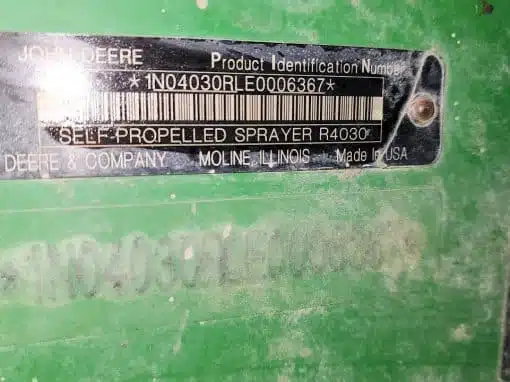 JOHN DEERE Product Identification Number
*1N04030RLE0006367*
SELF-PROPELLED SPRAYER R4030
DEERE & COMPANY MOLINE, ILLINOIS Made In USA